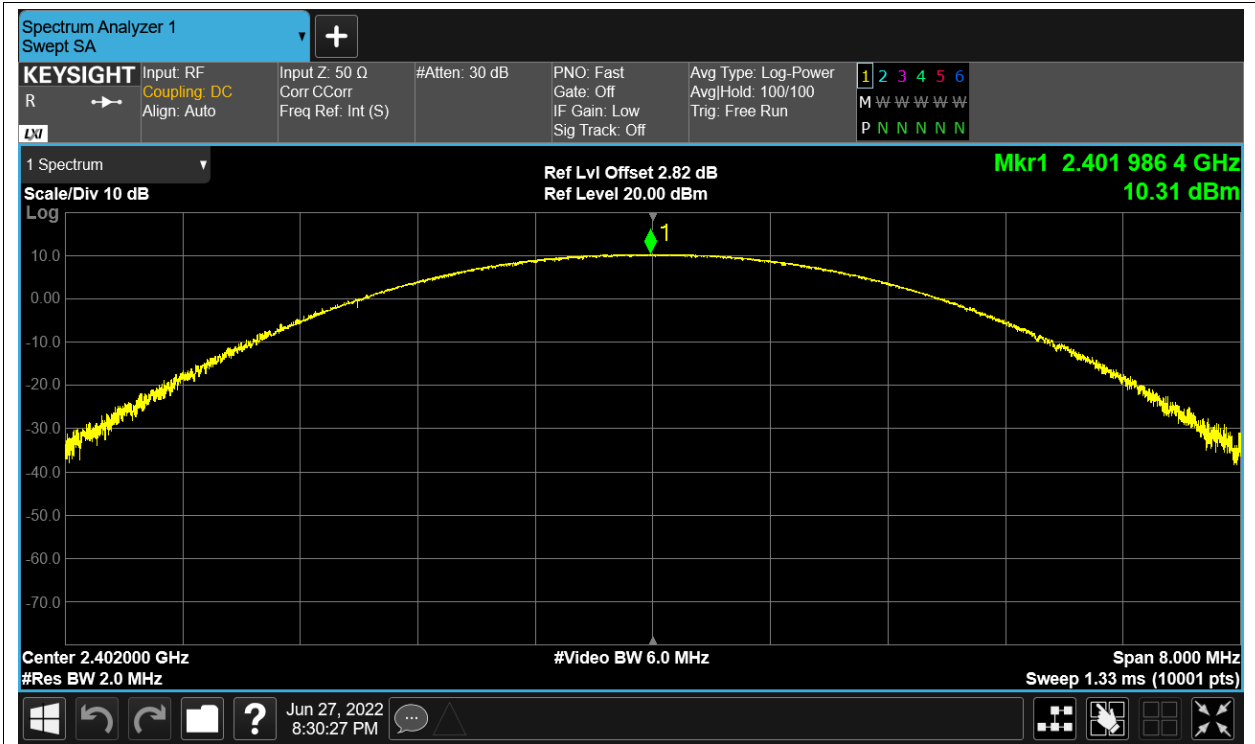 Spectrum Analyzer 1
Swept SA
KEYSIGHT
R
LXI
Input: RF
Coupling: DC
Align: Auto
Input Z: 50 Ω
Corr CCorr
Freq Ref: Int (S)
#Atten: 30 dB
PNO: Fast
Gate: Off
IF Gain: Low
Sig Track: Off
Avg Type: Log-Power
Avg|Hold: 100/100
Trig: Free Run
1 2 3 4 5 6
M W W W W W
P N N N N N
1 Spectrum
Scale/Div 10 dB
Log
Ref Lvl Offset 2.82 dB
Ref Level 20.00 dBm
Mkr1 2.401 986 4 GHz
10.31 dBm
1
10.0
0.00
-10.0
-20.0
-30.0
-40.0
-50.0
-60.0
-70.0
Center 2.402000 GHz
#Res BW 2.0 MHz
#Video BW 6.0 MHz
Span 8.000 MHz
Sweep 1.33 ms (10001 pts)
?
Jun 27, 2022
8:30:27 PM